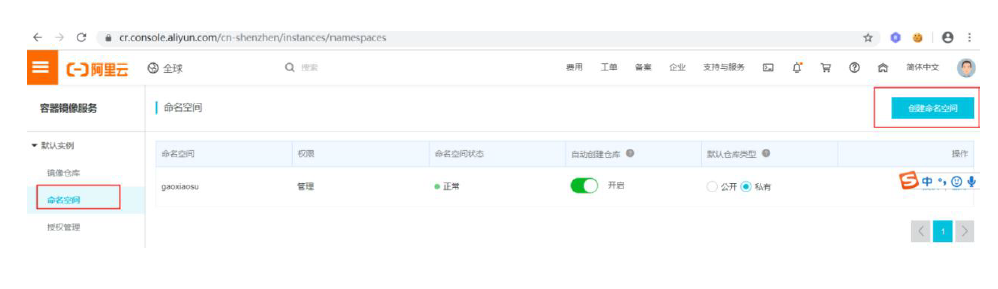 cr.console.aliyun.com/cn-shenzhen/instances/namespaces
阿里云 全球 搜索 费用 工单 备案 企业 支持与服务 简体中文
容器镜像服务 命名空间 创建命名空间
默认实例
命名空间 权限 命名空间状态 自动创建仓库 默认仓库类型 操作
镜像仓库
gaoxiaosu 管理 正常 开启 公开 私有 中
命名空间
授权管理
1